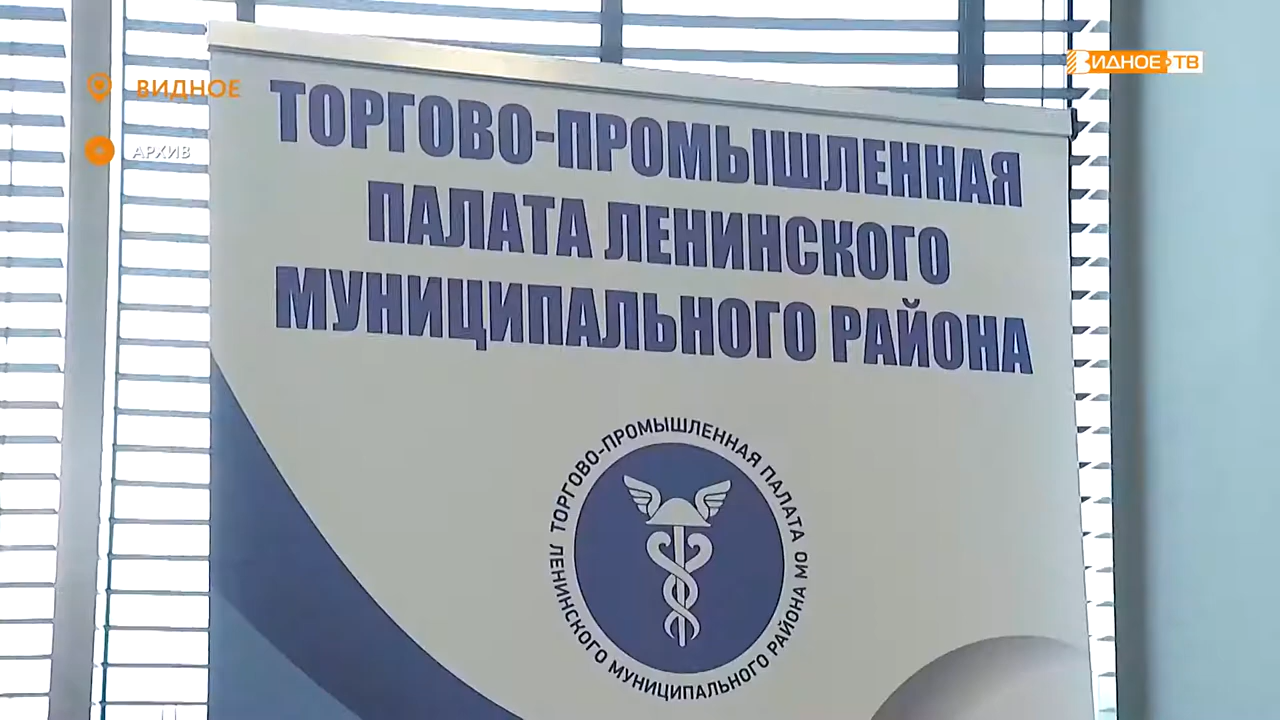 ВИДНОЕ
АРХИВ
ВИДНОЕ ТВ
ТОРГОВО-ПРОМЫШЛЕННАЯ
ПАЛАТА ЛЕНИНСКОГО
МУНИЦИПАЛЬНОГО РАЙОНА
ТОРГОВО-ПРОМЫШЛЕННАЯ ПАЛАТА
ЛЕНИНСКОГО МУНИЦИПАЛЬНОГО РАЙОНА МО